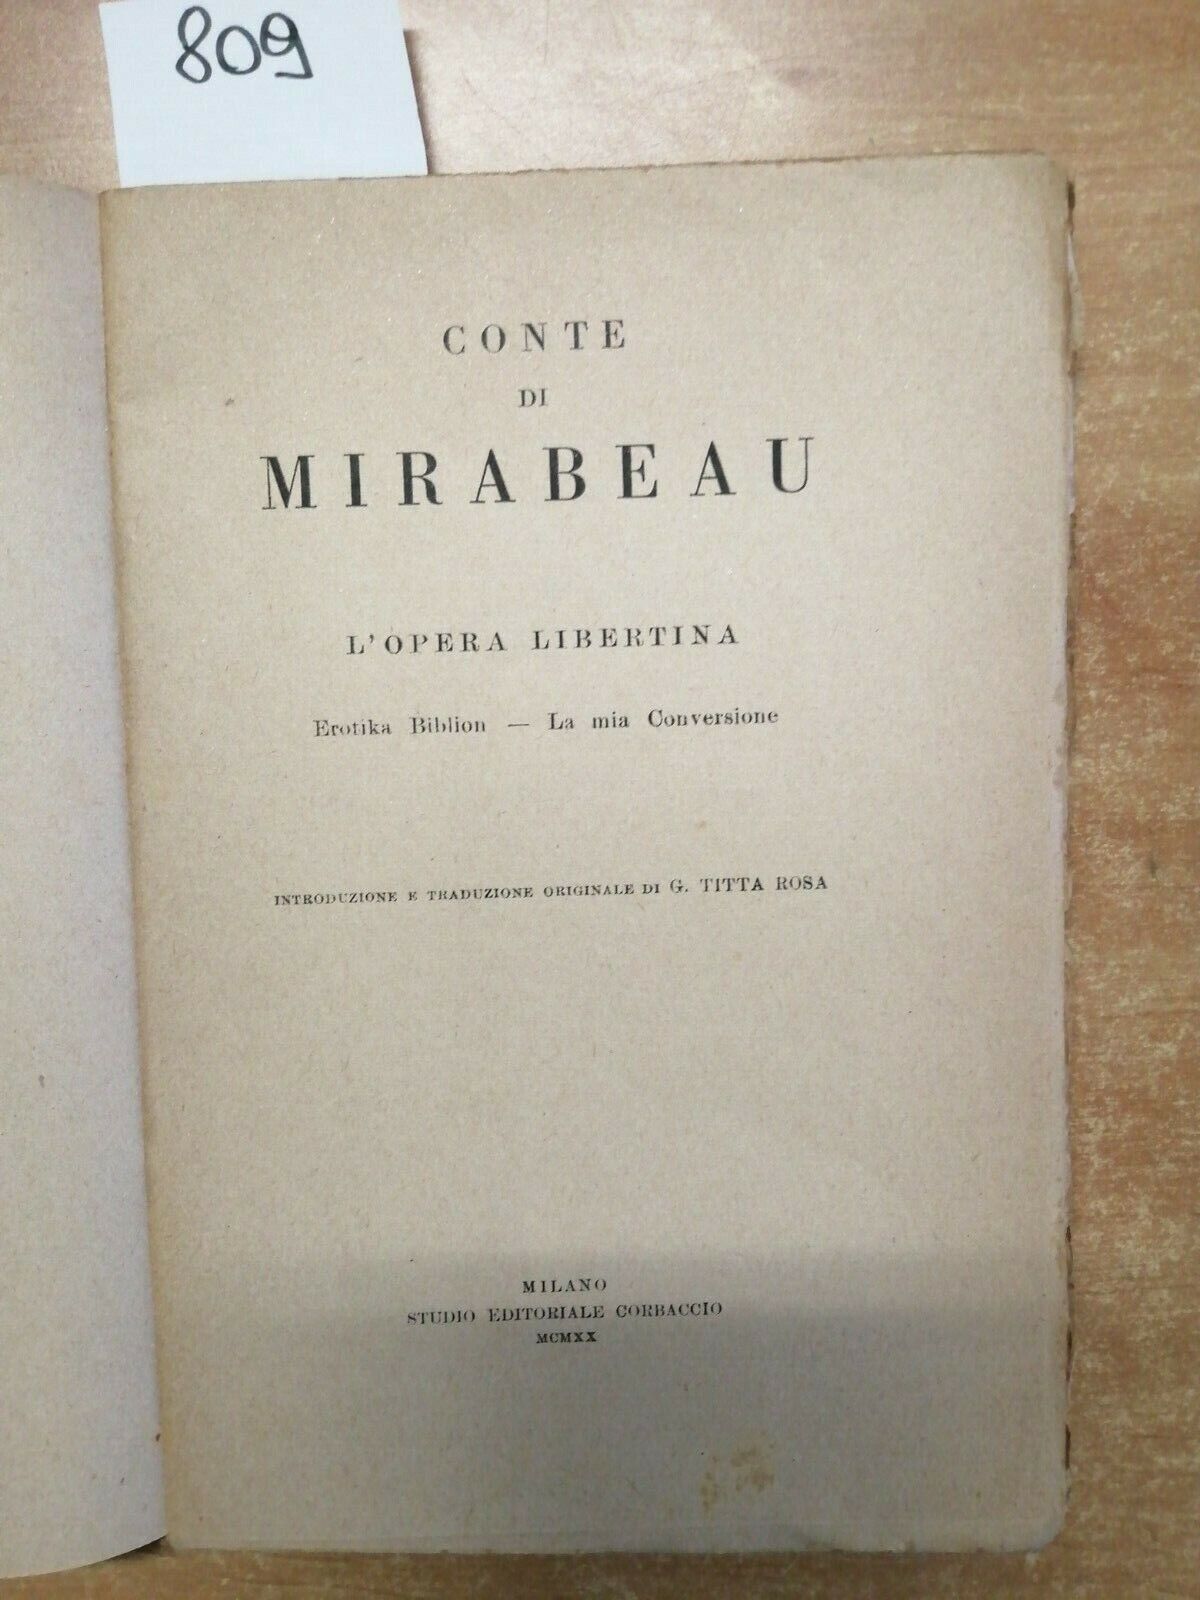 809
CONTE
DI
MIRABEAU
L'OPERA LIBERTINA
Erotika Biblion — La mia Conversione
INTRODUZIONE E TRADUZIONE ORIGINALE DI G. TITTA ROSA
MILANO
STUDIO EDITORIALE CORBACCIO
MCMXX